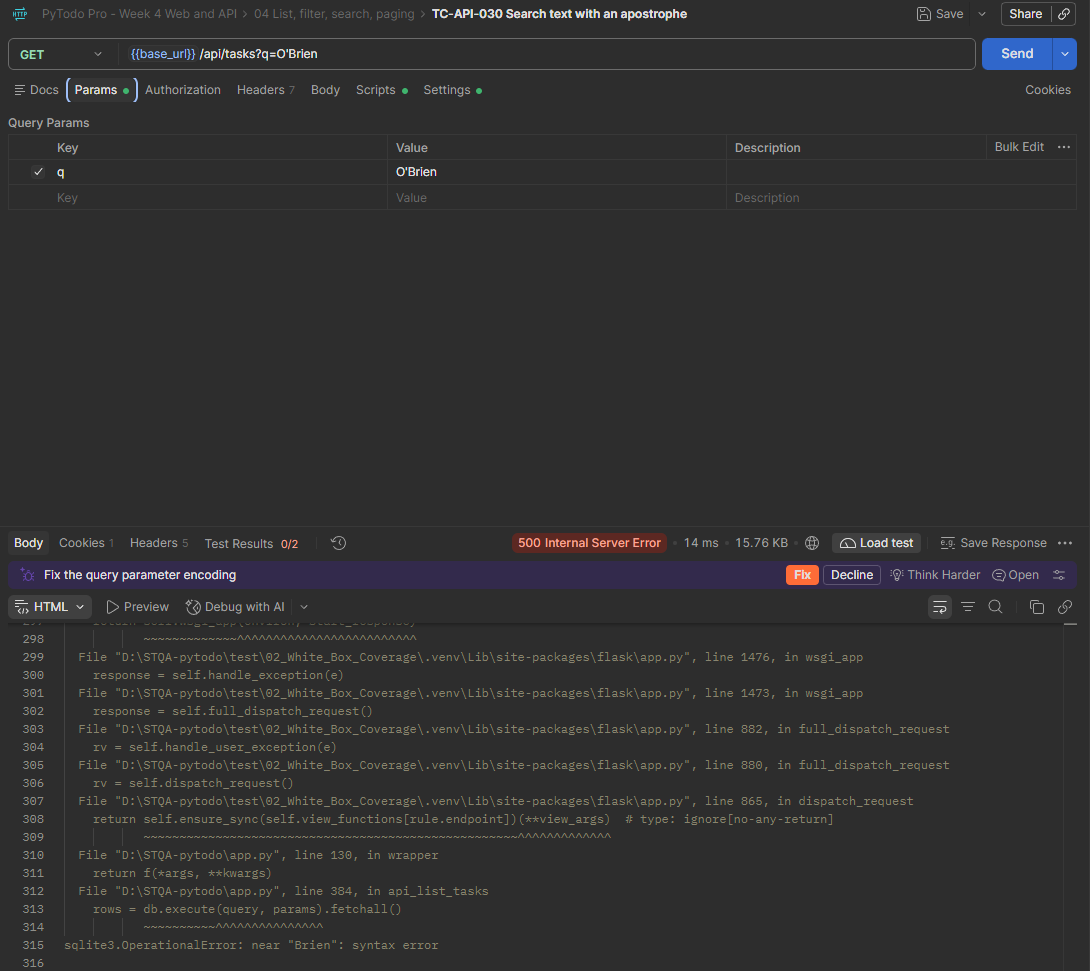 HTTP PyTodo Pro - Week 4 Web and API > 04 List, filter, search, paging > TC-API-030 Search text with an apostrophe Save Share
GET {{base_url}} /api/tasks?q=O'Brien Send
Docs Params Authorization Headers 7 Body Scripts Settings Cookies
Query Params
Key Value Description Bulk Edit ...
q O'Brien
Key Value Description
Body Cookies 1 Headers 5 Test Results 0/2 500 Internal Server Error 14 ms 15.76 KB Load test e.g. Save Response ...
Fix the query parameter encoding Fix Decline Think Harder Open
HTML Preview Debug with AI
298 ~~~~~~~~~~~~~^^^^^^^^^^^^^^^^^^^^^^^^^
299 File "D:\STQA-pytodo\test\02_White_Box_Coverage\.venv\Lib\site-packages\flask\app.py", line 1476, in wsgi_app
300 response = self.handle_exception(e)
301 File "D:\STQA-pytodo\test\02_White_Box_Coverage\.venv\Lib\site-packages\flask\app.py", line 1473, in wsgi_app
302 response = self.full_dispatch_request()
303 File "D:\STQA-pytodo\test\02_White_Box_Coverage\.venv\Lib\site-packages\flask\app.py", line 882, in full_dispatch_request
304 rv = self.handle_user_exception(e)
305 File "D:\STQA-pytodo\test\02_White_Box_Coverage\.venv\Lib\site-packages\flask\app.py", line 880, in full_dispatch_request
306 rv = self.dispatch_request()
307 File "D:\STQA-pytodo\test\02_White_Box_Coverage\.venv\Lib\site-packages\flask\app.py", line 865, in dispatch_request
308 return self.ensure_sync(self.view_functions[rule.endpoint])(**view_args)  # type: ignore[no-any-return]
309 ~~~~~~~~~~~~~~~~~~~~~~~~~~~~~~~~~~~~~~~~~~~~~~~~~~~~^^^^^^^^^^^^^
310 File "D:\STQA-pytodo\app.py", line 130, in wrapper
311 return f(*args, **kwargs)
312 File "D:\STQA-pytodo\app.py", line 384, in api_list_tasks
313 rows = db.execute(query, params).fetchall()
314 ~~~~~~~~~~^^^^^^^^^^^^^^^
315 sqlite3.OperationalError: near "Brien": syntax error
316